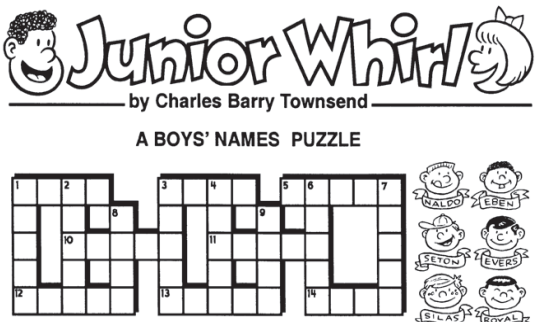 Junior Whirl
by Charles Barry Townsend
A BOYS' NAMES PUZZLE
1 2 3 4 5 6 7
8 9
10 11
12 13 14
NALDO EBEN
SETON EVERS
SILAS ROYAL